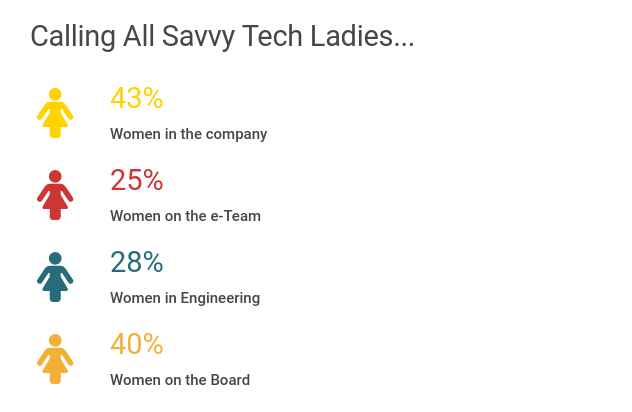 Calling All Savvy Tech Ladies...
43%
Women in the company
25%
Women on the e-Team
28%
Women in Engineering
40%
Women on the Board